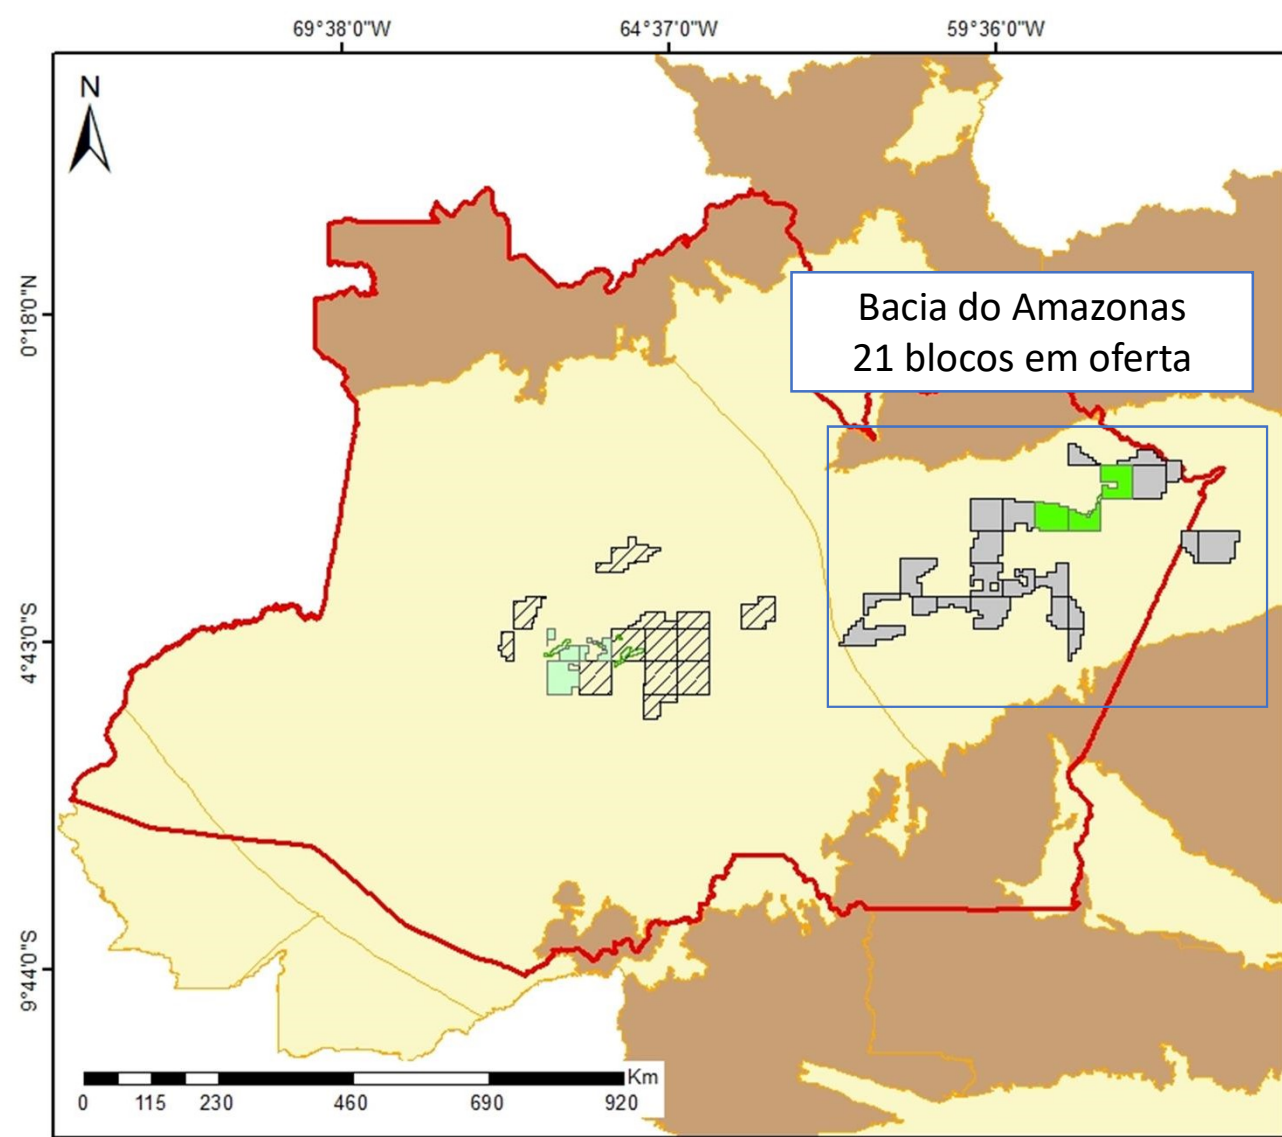 69°38'0"W 64°37'0"W 59°36'0"W
N
0°18'0"N
Bacia do Amazonas
21 blocos em oferta
4°43'0"S
9°44'0"S
Km
0 115 230 460 690 920